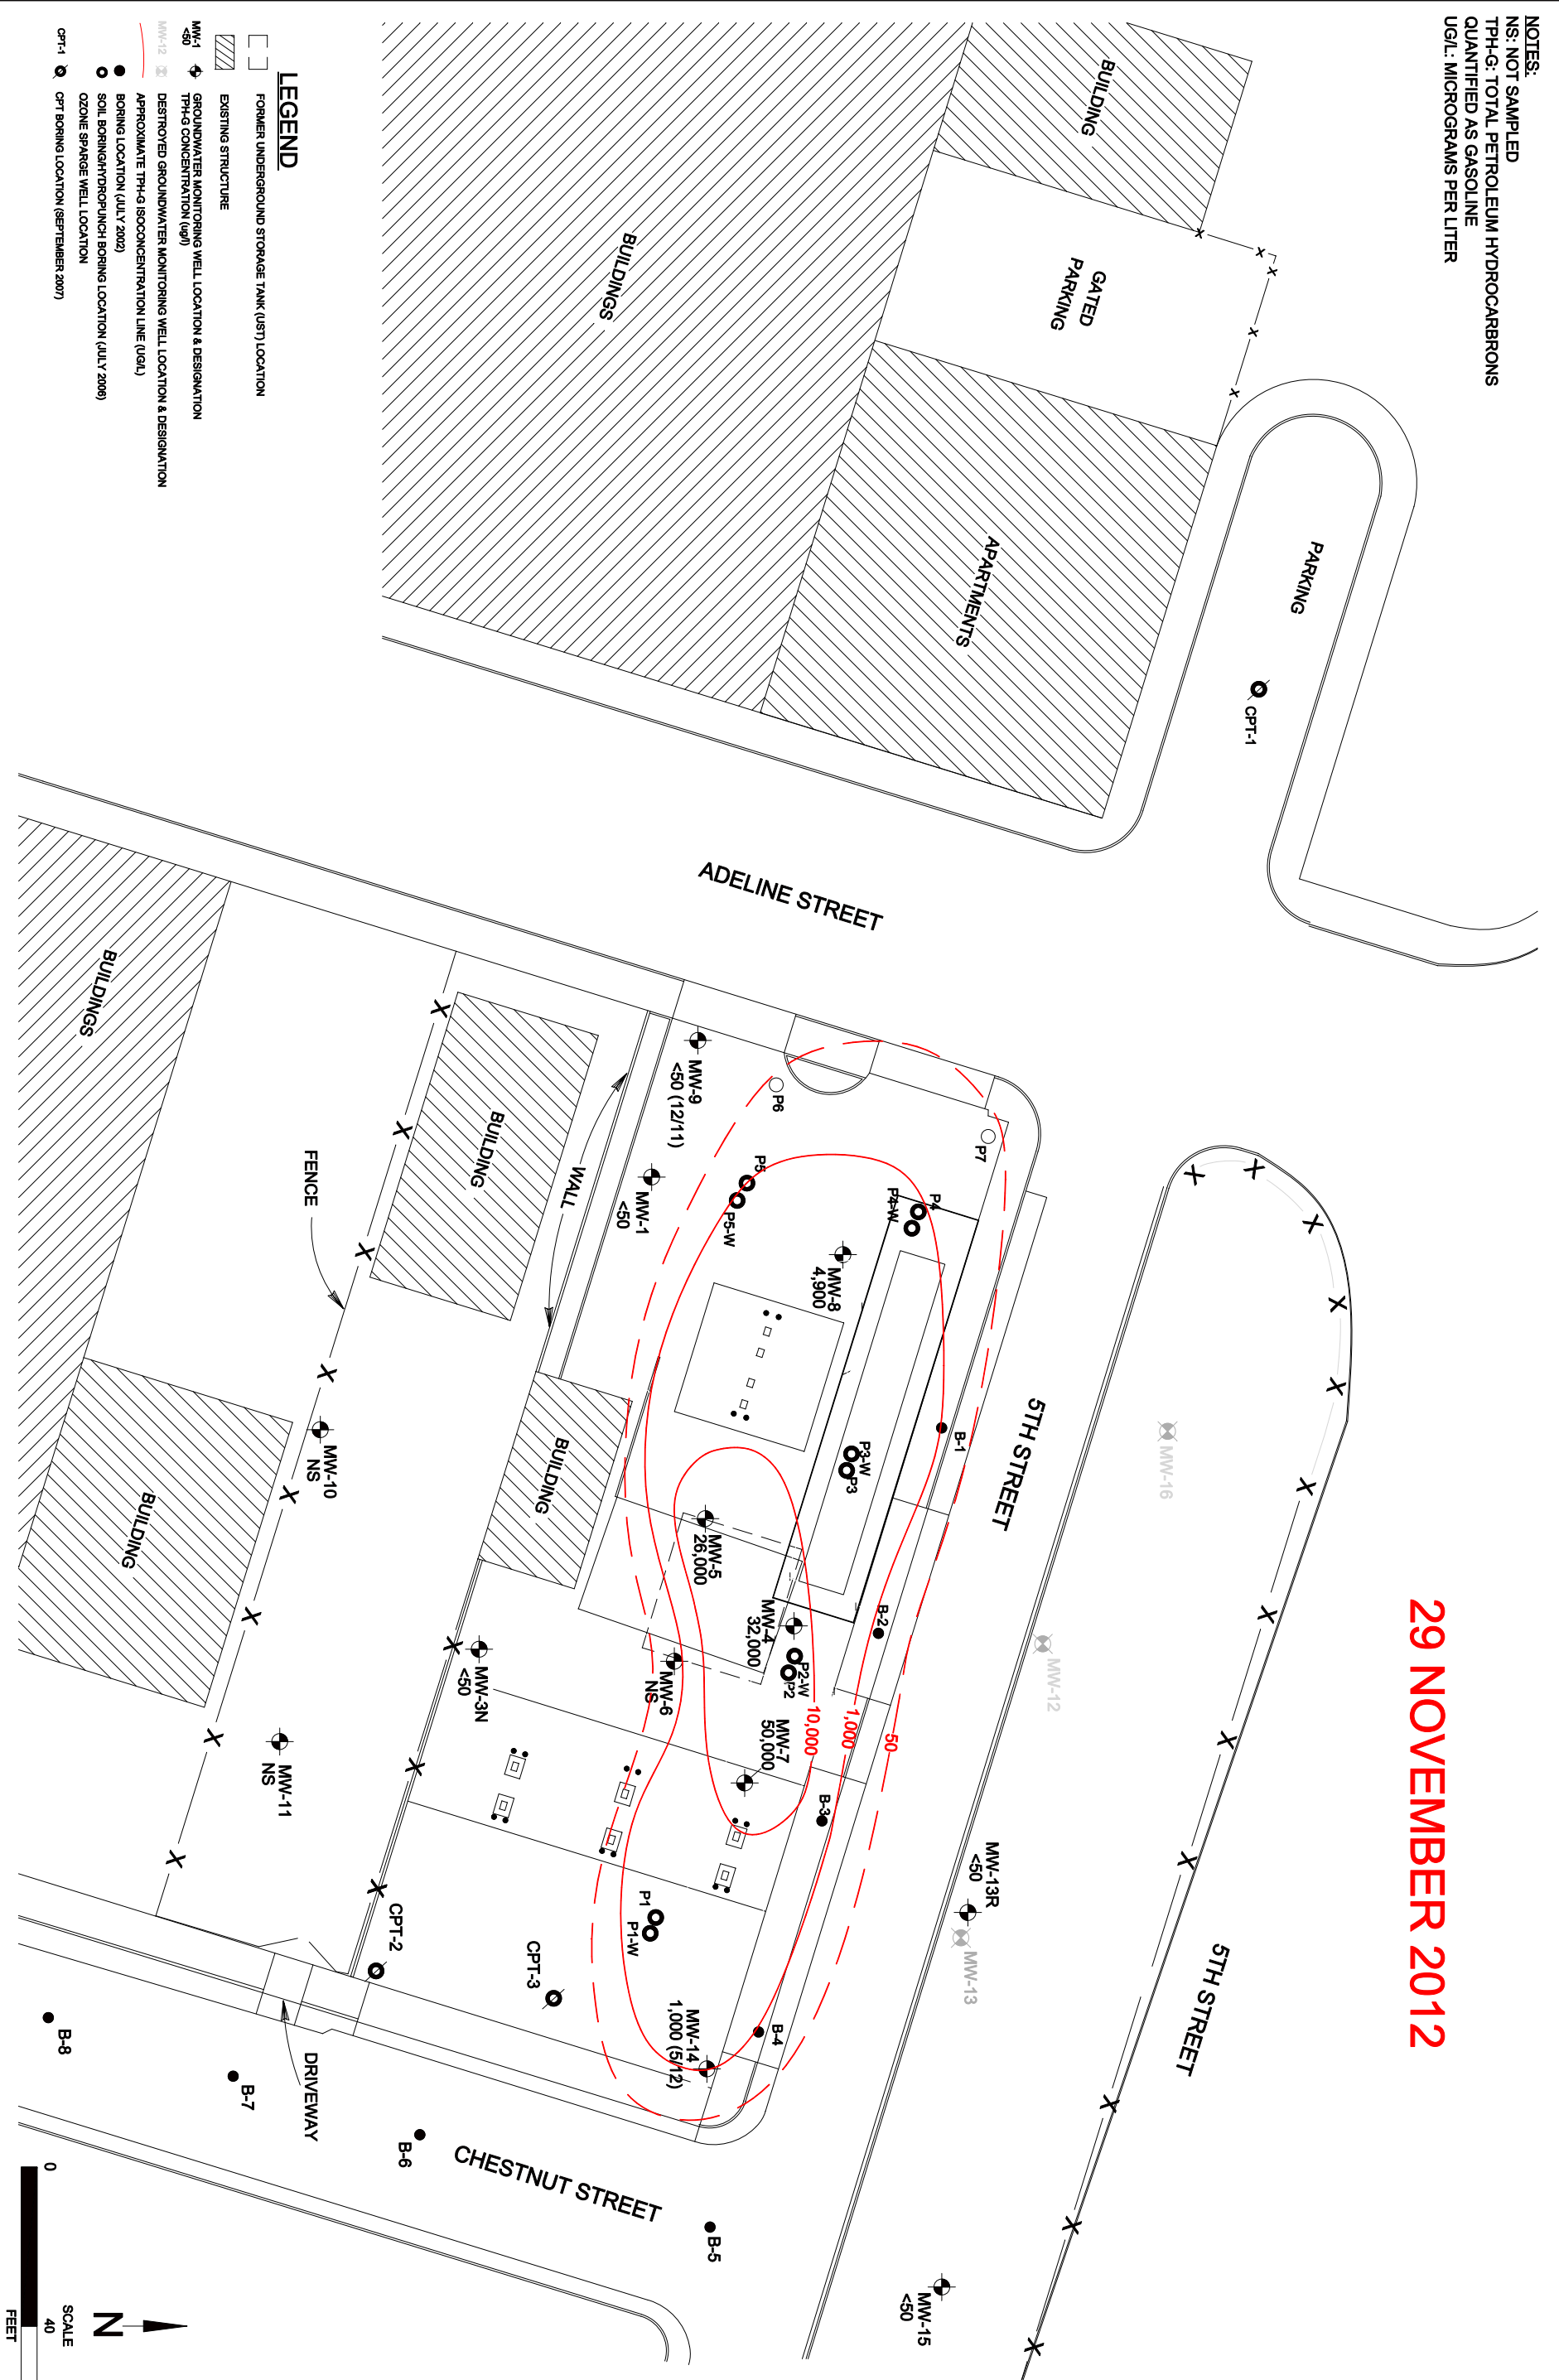 NOTES:
NS: NOT SAMPLED
TPH-G: TOTAL PETROLEUM HYDROCARBRONS
QUANTIFIED AS GASOLINE
UG/L: MICROGRAMS PER LITER
29 NOVEMBER 2012
BUILDING
GATED
PARKING
BUILDINGS
APARTMENTS
PARKING
CPT-1
ADELINE STREET
5TH STREET
5TH STREET
CHESTNUT STREET
MW-16
MW-12
MW-13R
<50
MW-13
MW-15
<50
MW-9
<50 (12/11)
P6
P7
MW-1
<50
P5
P5-W
P4
P4-W
MW-8
4,900
B-1
P3-W
P3
MW-5
26,000
MW-4
32,000
P2-W
P2
B-2
MW-6
NS
MW-7
50,000
10,000
1,000
50
B-3
MW-3N
<50
P1
P1-W
CPT-3
CPT-2
MW-14
1,000 (5/12)
B-4
WALL
FENCE
BUILDING
BUILDING
BUILDINGS
BUILDING
MW-10
NS
MW-11
NS
DRIVEWAY
B-8
B-7
B-6
B-5
LEGEND
FORMER UNDERGROUND STORAGE TANK (UST) LOCATION
EXISTING STRUCTURE
MW-1
<50
GROUNDWATER MONITORING WELL LOCATION & DESIGNATION
TPH-G CONCENTRATION (ug/l)
MW-12
DESTROYED GROUNDWATER MONITORING WELL LOCATION & DESIGNATION
APPROXIMATE TPH-G ISOCONCENTRATION LINE (UG/L)
BORING LOCATION (JULY 2002)
SOIL BORING/HYDROPUNCH BORING LOCATION (JULY 2006)
OZONE SPARGE WELL LOCATION
CPT-1
CPT BORING LOCATION (SEPTEMBER 2007)
N
SCALE
0
40
FEET